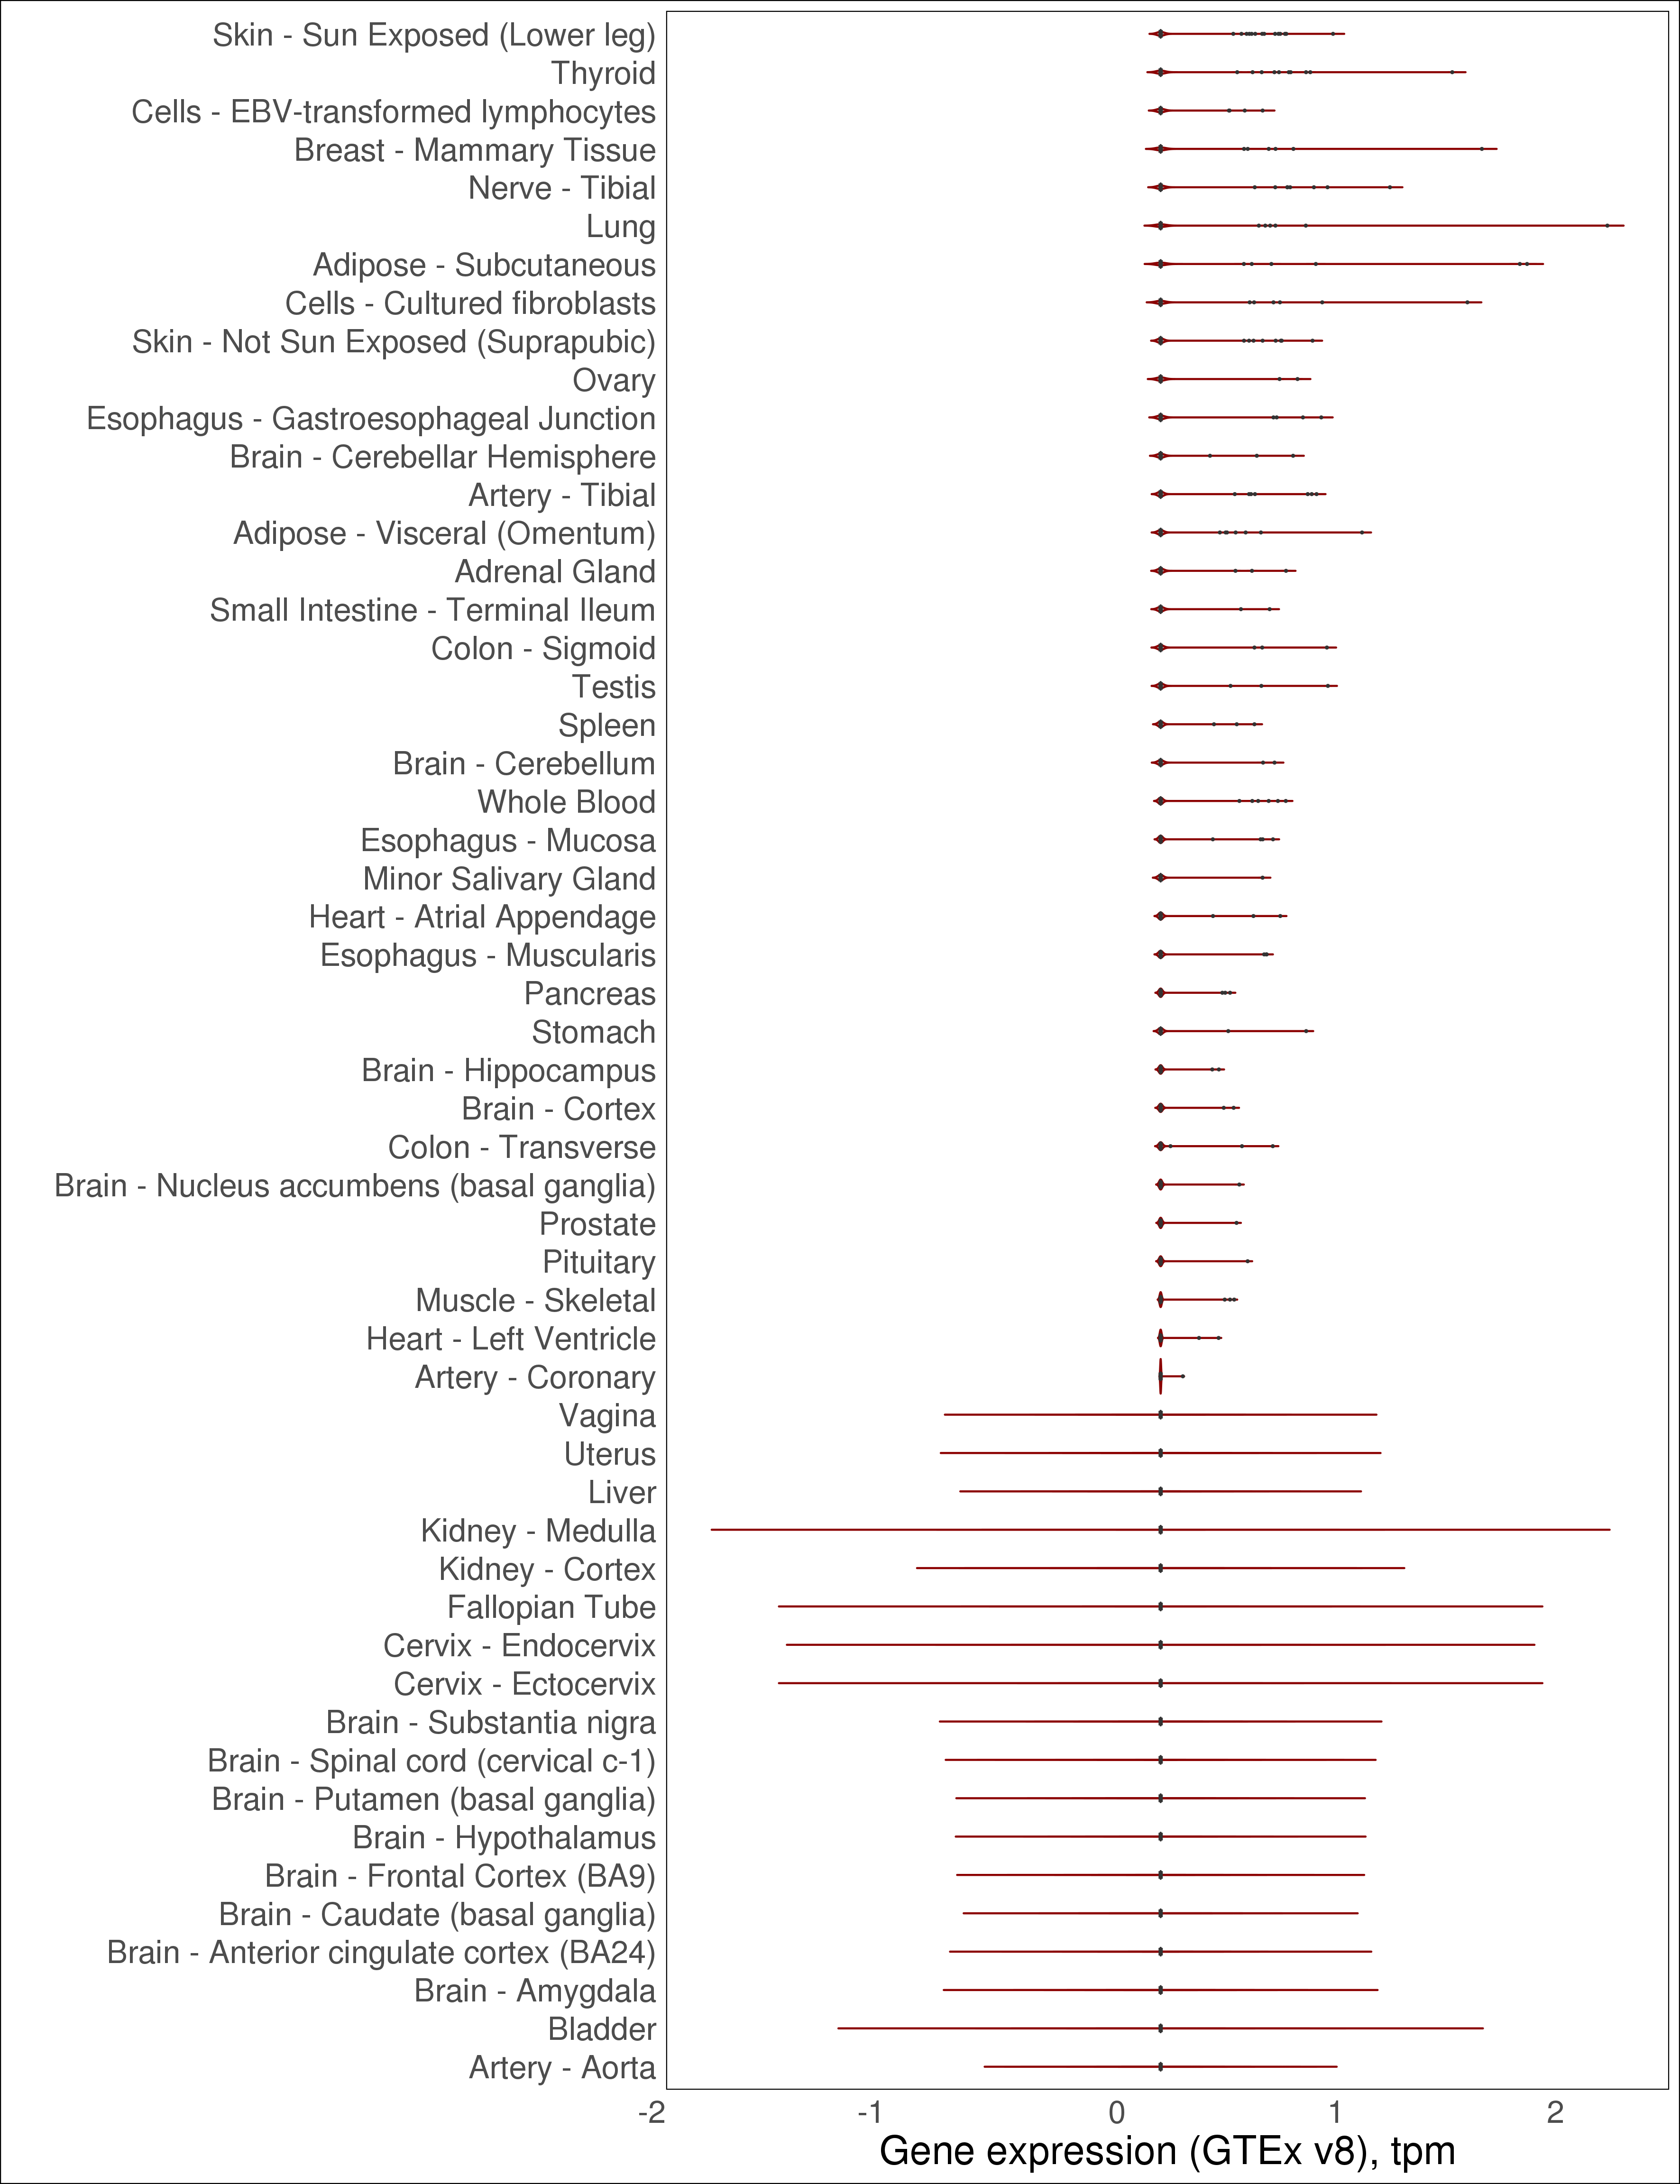 Skin - Sun Exposed (Lower leg)
Thyroid
Cells - EBV-transformed lymphocytes
Breast - Mammary Tissue
Nerve - Tibial
Lung
Adipose - Subcutaneous
Cells - Cultured fibroblasts
Skin - Not Sun Exposed (Suprapubic)
Ovary
Esophagus - Gastroesophageal Junction
Brain - Cerebellar Hemisphere
Artery - Tibial
Adipose - Visceral (Omentum)
Adrenal Gland
Small Intestine - Terminal Ileum
Colon - Sigmoid
Testis
Spleen
Brain - Cerebellum
Whole Blood
Esophagus - Mucosa
Minor Salivary Gland
Heart - Atrial Appendage
Esophagus - Muscularis
Pancreas
Stomach
Brain - Hippocampus
Brain - Cortex
Colon - Transverse
Brain - Nucleus accumbens (basal ganglia)
Prostate
Pituitary
Muscle - Skeletal
Heart - Left Ventricle
Artery - Coronary
Vagina
Uterus
Liver
Kidney - Medulla
Kidney - Cortex
Fallopian Tube
Cervix - Endocervix
Cervix - Ectocervix
Brain - Substantia nigra
Brain - Spinal cord (cervical c-1)
Brain - Putamen (basal ganglia)
Brain - Hypothalamus
Brain - Frontal Cortex (BA9)
Brain - Caudate (basal ganglia)
Brain - Anterior cingulate cortex (BA24)
Brain - Amygdala
Bladder
Artery - Aorta
-2 -1 0 1 2
Gene expression (GTEx v8), tpm